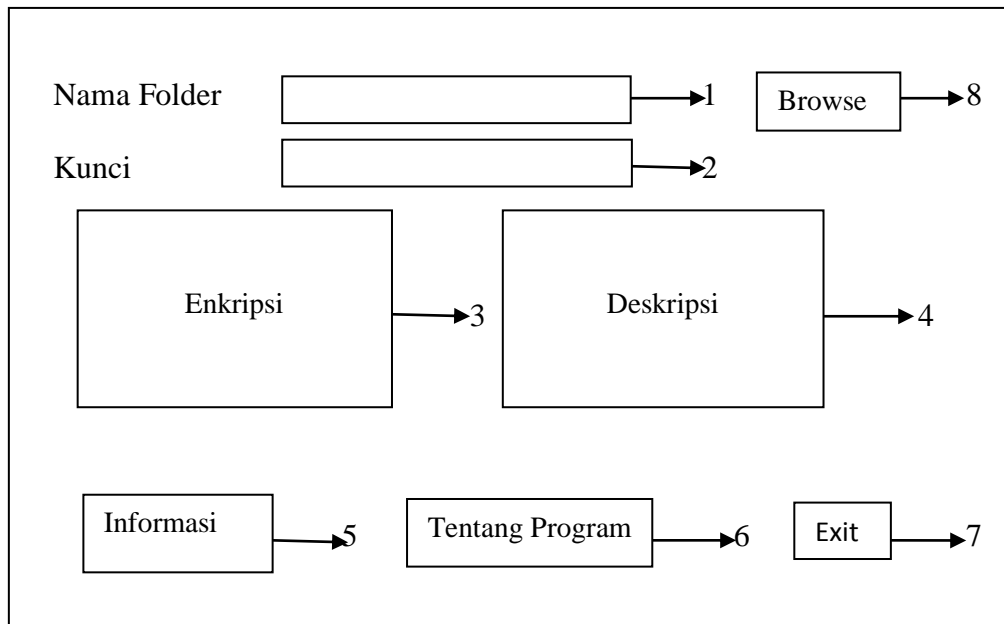 Nama Folder 1 Browse 8
Kunci 2
Enkripsi 3 Deskripsi 4
Informasi 5 Tentang Program 6 Exit 7